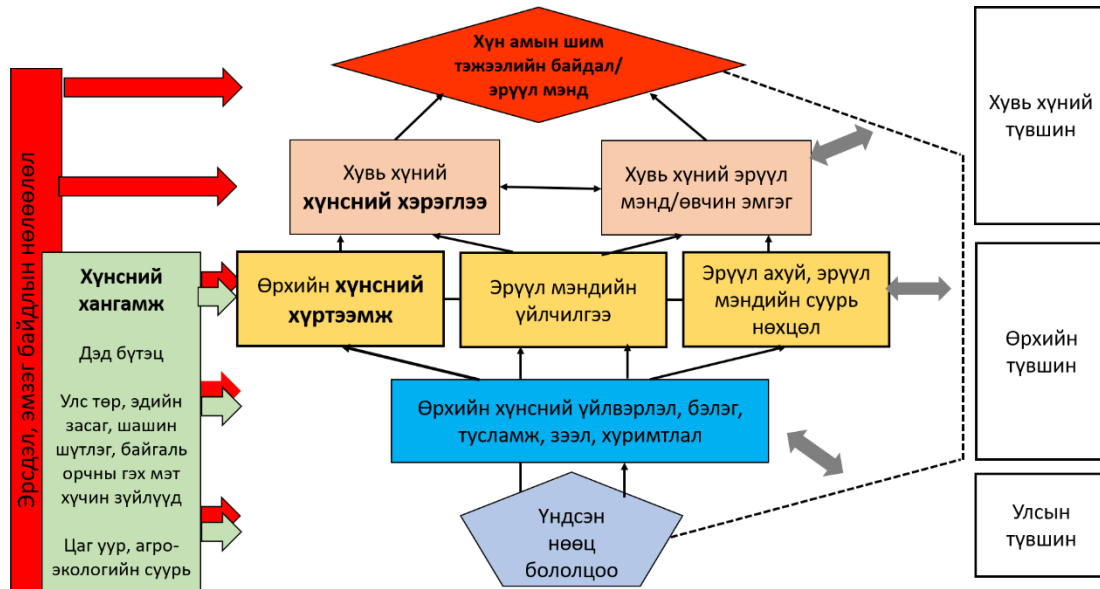 Хүн амын шим
тэжээлийн байдал/
эрүүл мэнд
Хувь хүний
хүнсний хэрэглээ
Хувь хүний эрүүл
мэнд/өвчин эмгэг
Өрхийн хүнсний
хүртээмж
Эрүүл мэндийн
үйлчилгээ
Эрүүл ахуй, эрүүл
мэндийн суурь
нөхцөл
Өрхийн хүнсний үйлвэрлэл, бэлэг,
тусламж, зээл, хуримтлал
Үндсэн
нөөц
бололцоо
Эрсдэл, эмзэг байдлын нөлөөлөл
Хүнсний
хангамж
Дэд бүтэц
Улс төр, эдийн
засаг, шашин
шүтлэг, байгаль
орчны гэх мэт
хүчин зүйлүүд
Цаг уур, агро-
экологийн суурь
Хувь хүний
түвшин
Өрхийн
түвшин
Улсын
түвшин